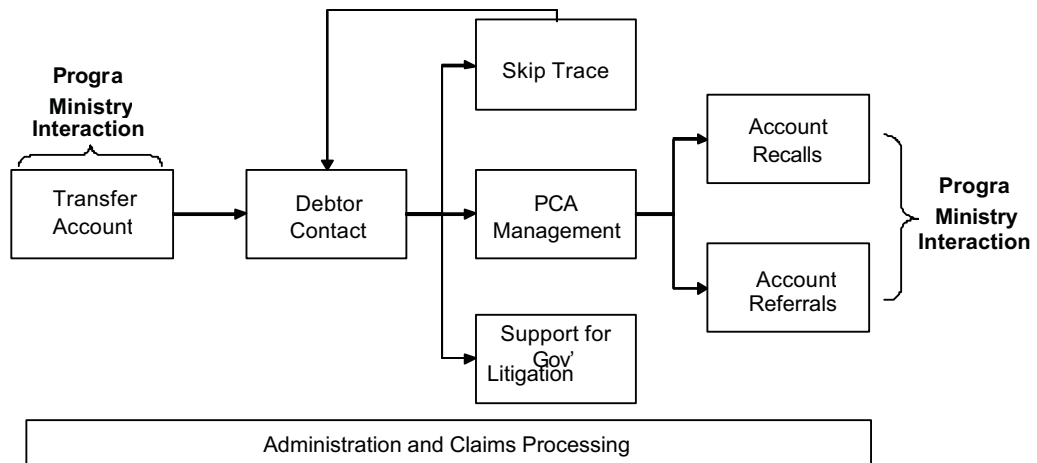 Progra
Ministry
Interaction
Transfer
Account
Debtor
Contact
Skip Trace
PCA
Management
Support for
Gov'
Litigation
Account
Recalls
Account
Referrals
Progra
Ministry
Interaction
Administration and Claims Processing